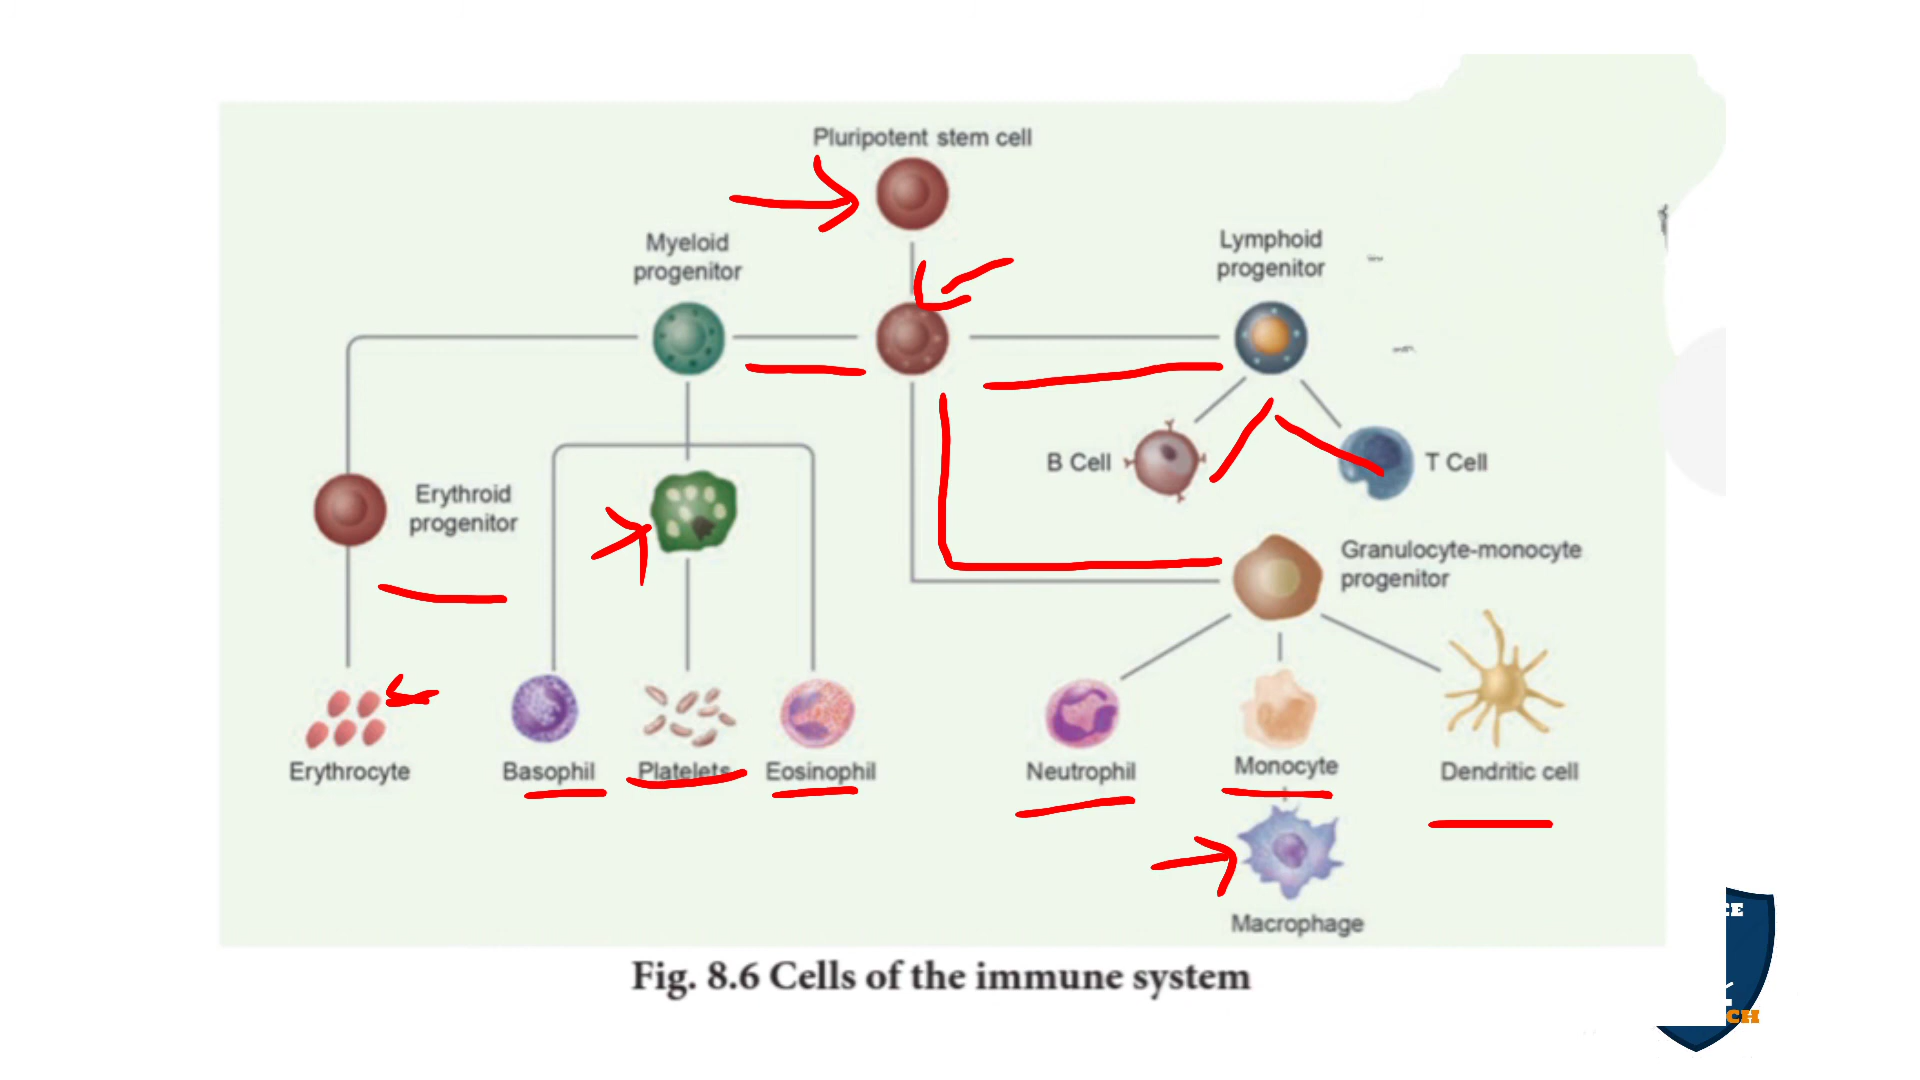 Pluripotent stem cell
Myeloid
progenitor
Lymphoid
progenitor
B Cell
T Cell
Erythroid
progenitor
Granulocyte-monocyte
progenitor
Erythrocyte
Basophil
Platelets
Eosinophil
Neutrophil
Monocyte
Dendritic cell
Macrophage
Fig. 8.6 Cells of the immune system
CH